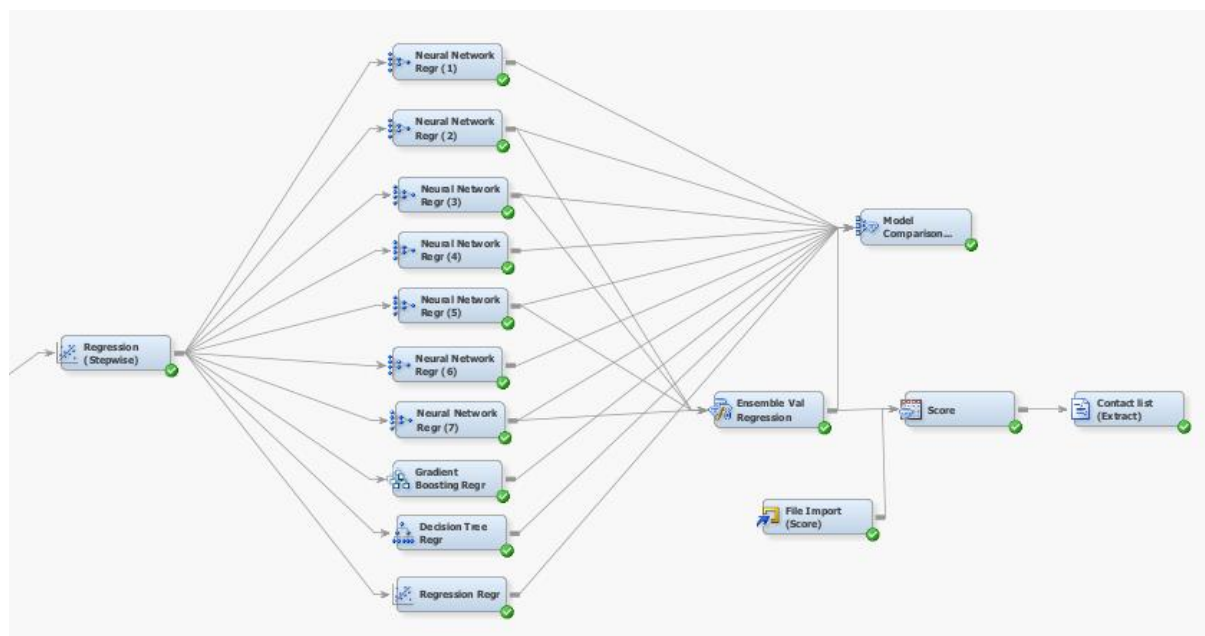 Neural Network
Regr (1)
Neural Network
Regr (2)
Neural Network
Regr (3)
Neural Network
Regr (4)
Neural Network
Regr (5)
Neural Network
Regr (6)
Neural Network
Regr (7)
Gradient
Boosting Regr
Decision Tree
Regr
Regression Regr
Regression
(Stepwise)
Model
Comparison...
Ensemble Val
Regression
Score
Contact list
(Extract)
File Import
(Score)